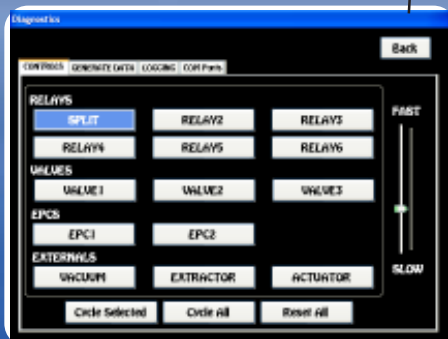 Diagnostics
Back
CONTROLS GENERATE DATA LOGGING COM Ports
RELAYS
SPLIT RELAY2 RELAY3
FAST
RELAY4 RELAY5 RELAY6
VALVES
VALVE1 VALVE2 VALVE3
EPCS
EPC1 EPC2
EXTERNALS
SLOW
VACUUM EXTRACTOR ACTUATOR
Circle Selected Cycle All Reset All